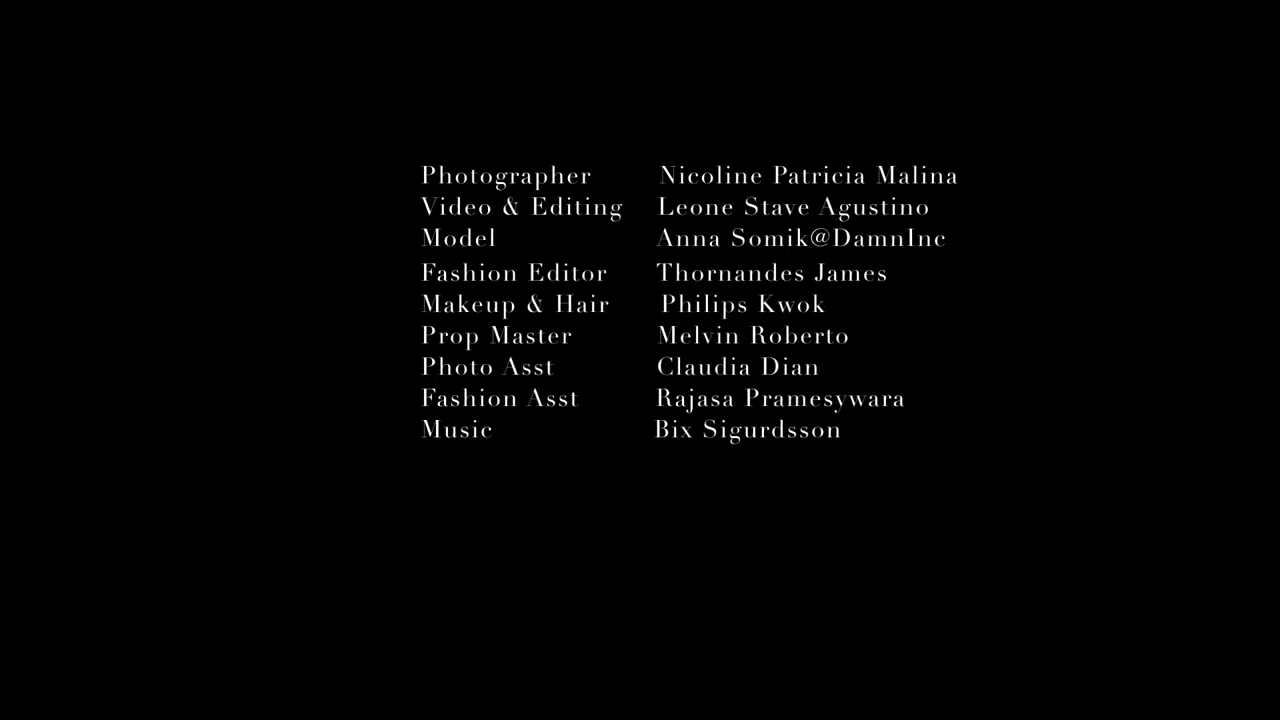 Photographer Nicoline Patricia Malina
Video & Editing Leone Stave Agustino
Model Anna Somik@DamnInc
Fashion Editor Thornandes James
Makeup & Hair Philips Kwok
Prop Master Melvin Roberto
Photo Asst Claudia Dian
Fashion Asst Rajasa Pramesywara
Music Bix Sigurdsson